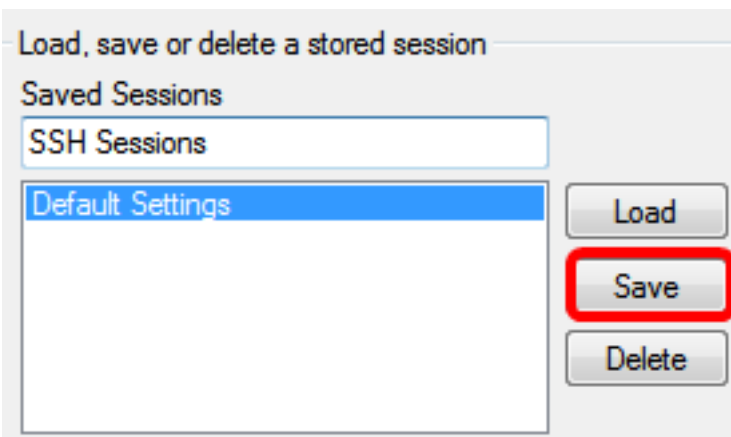 Load, save or delete a stored session
Saved Sessions
SSH Sessions
Default Settings
Load
Save
Delete